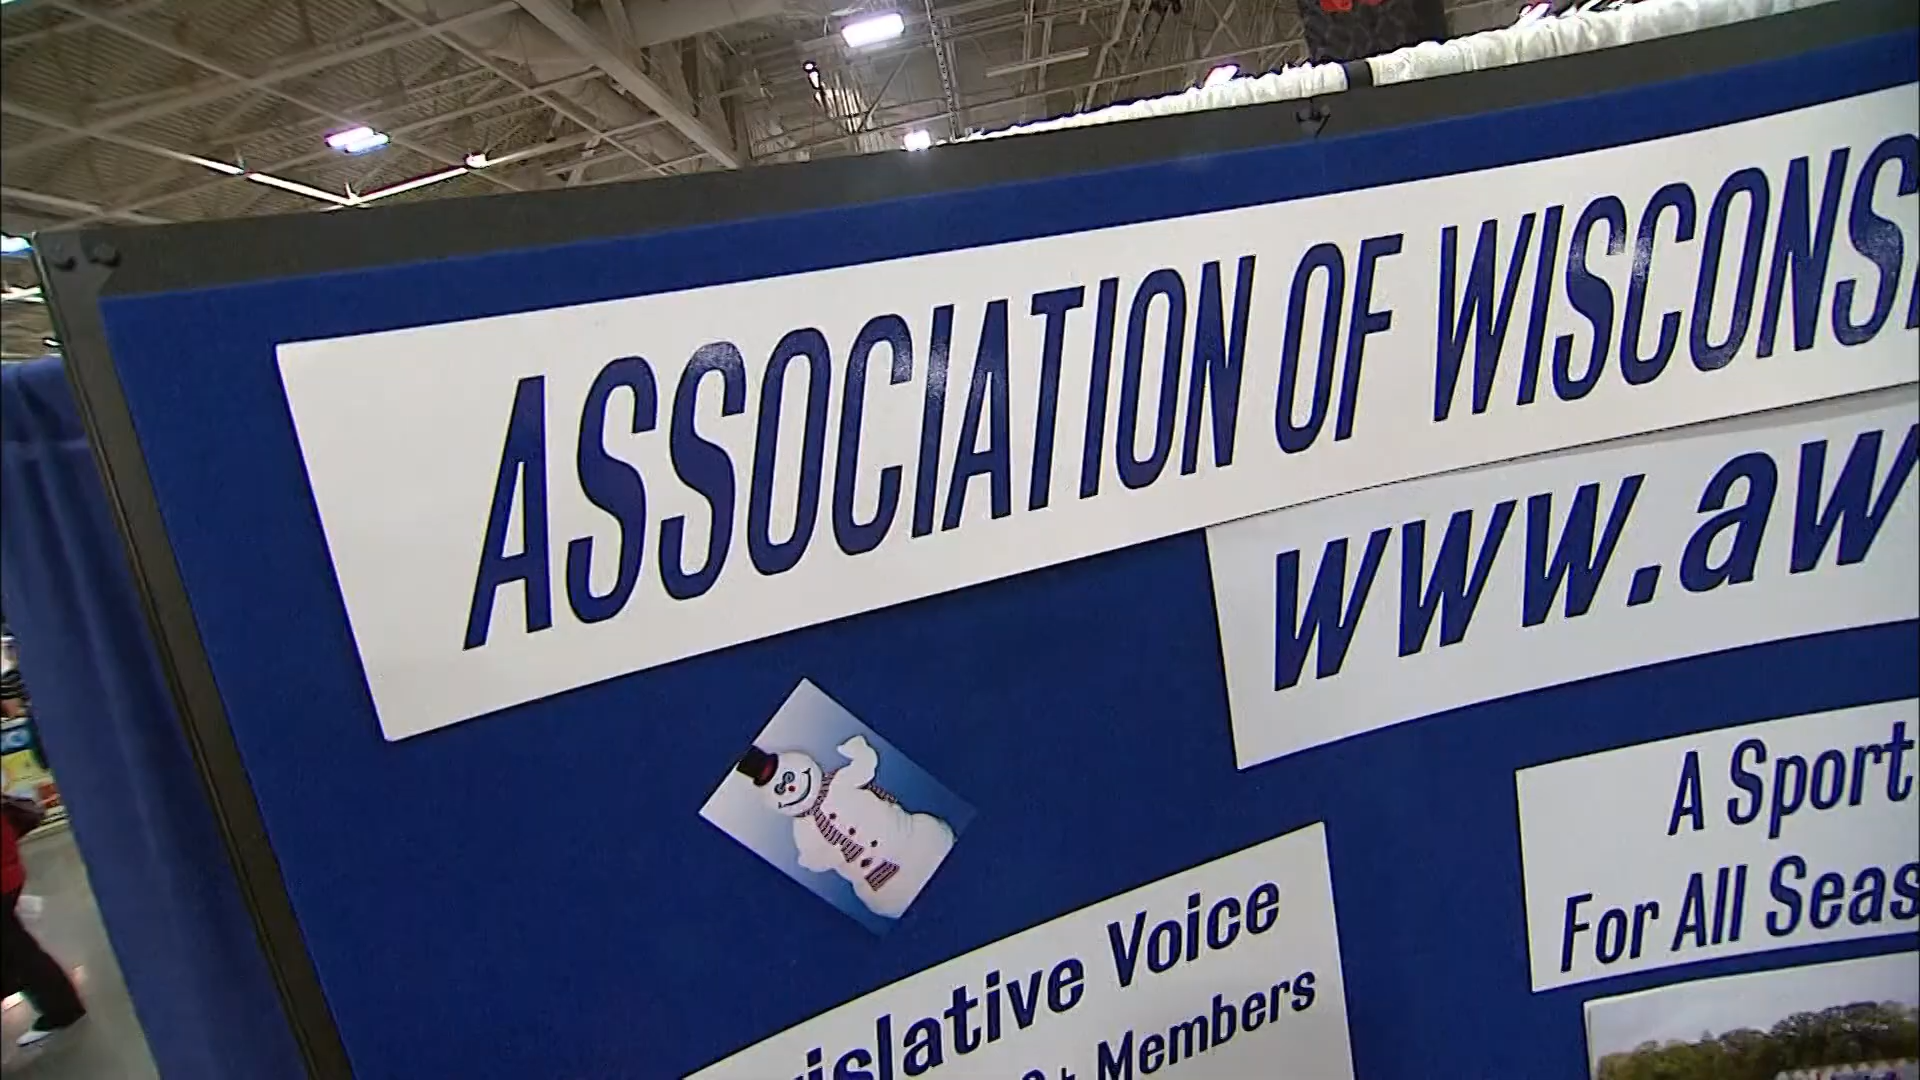 ASSOCIATION OF WISCONS
www.aw
A Sport
For All Seas
islative Voice
+ Members